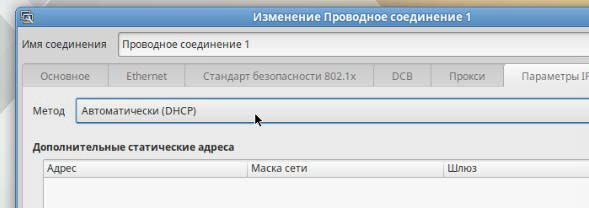 Изменение Проводное соединение 1
Имя соединения Проводное соединение 1
Основное Ethernet Стандарт безопасности 802.1x DCB Прокси Параметры IP
Метод Автоматически (DHCP)
Дополнительные статические адреса
Адрес Маска сети Шлюз